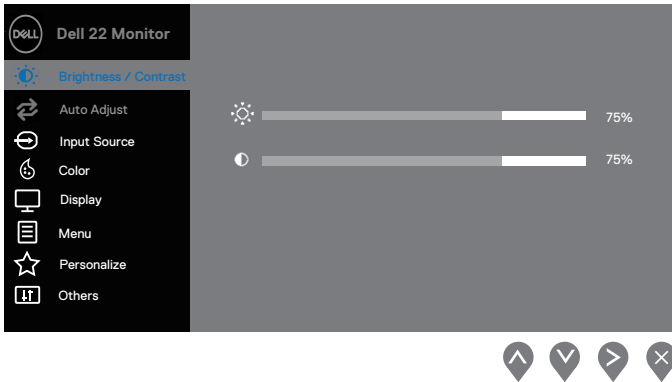 DELL Dell 22 Monitor
Brightness / Contrast
Auto Adjust
75%
Input Source
75%
Color
Display
Menu
Personalize
Others